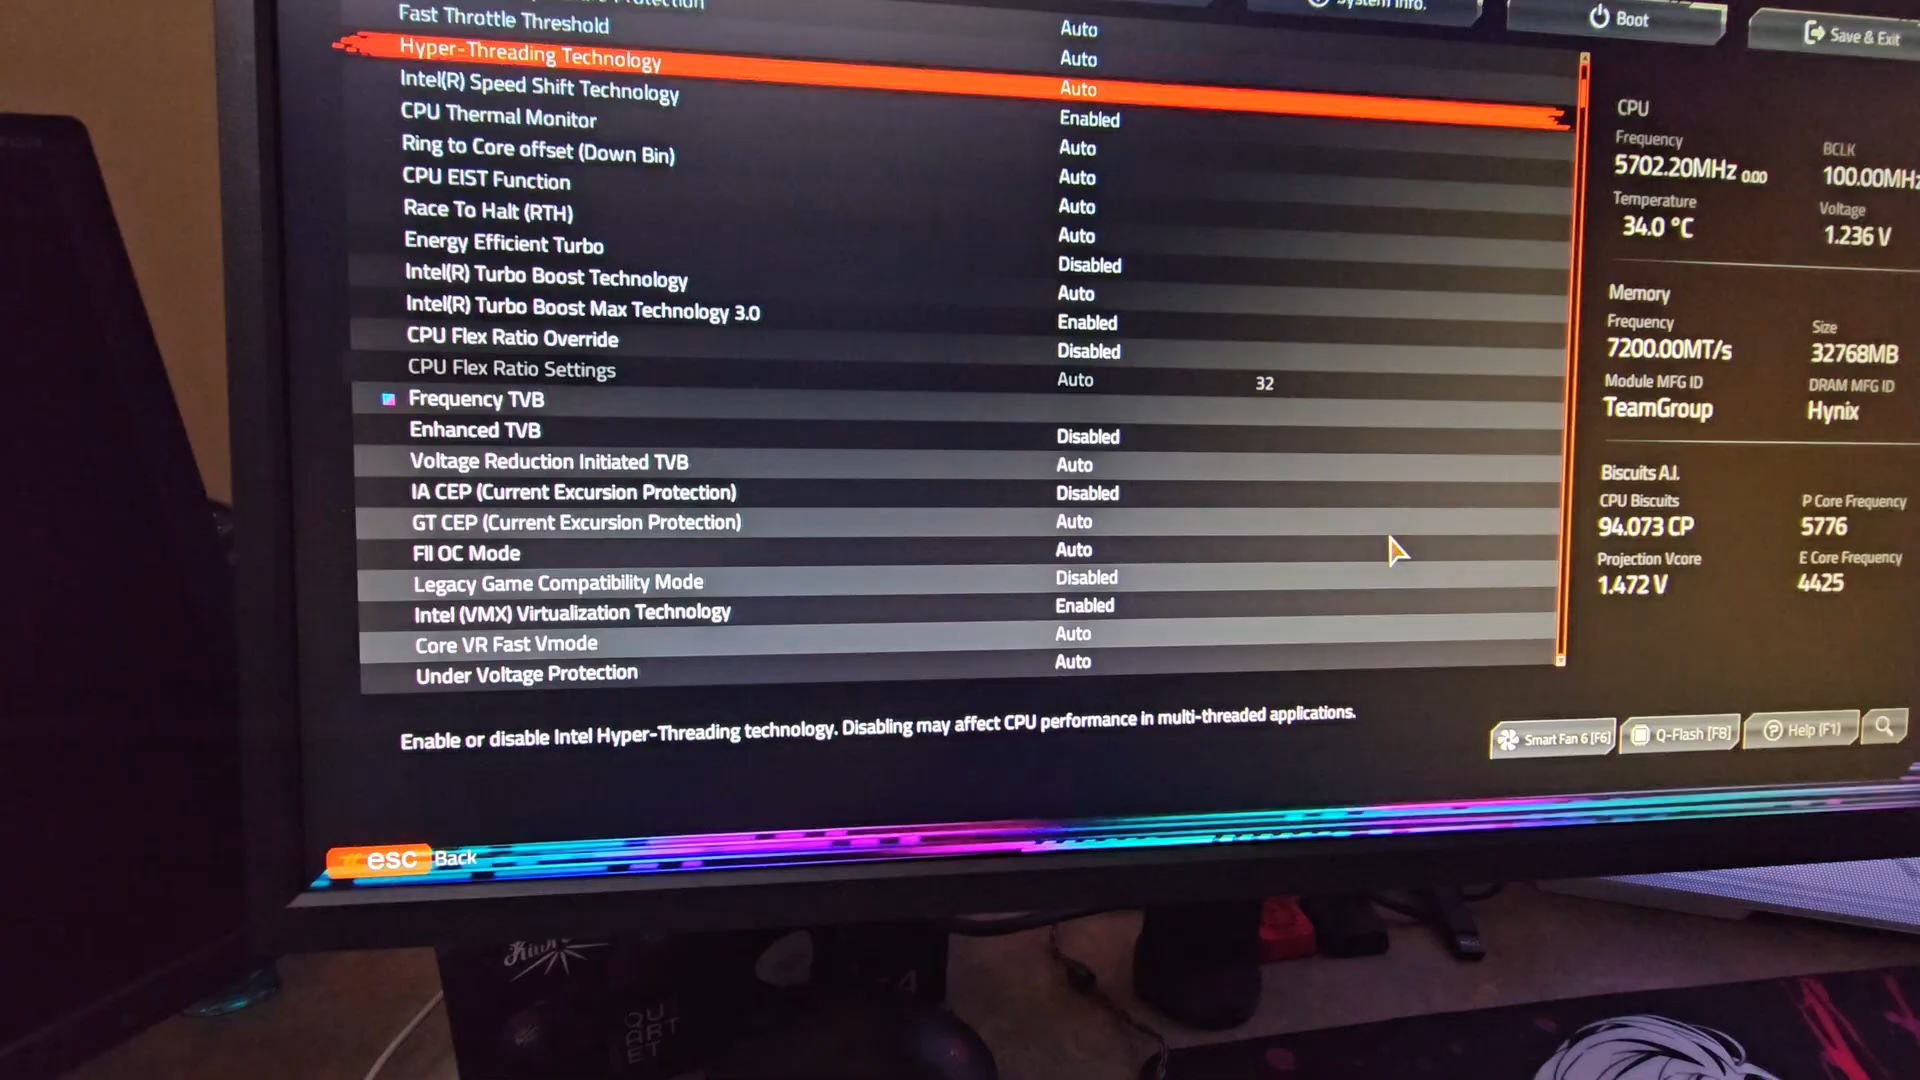 Protection Auto
Fast Throttle Threshold Auto
Hyper-Threading Technology Auto
Intel(R) Speed Shift Technology Enabled
CPU Thermal Monitor Auto
Ring to Core offset (Down Bin) Auto
CPU EIST Function Auto
Race To Halt (RTH) Auto
Energy Efficient Turbo Disabled
Intel(R) Turbo Boost Technology Auto
Intel(R) Turbo Boost Max Technology 3.0 Enabled
CPU Flex Ratio Override Disabled
CPU Flex Ratio Settings Auto 32
Frequency TVB
Enhanced TVB Disabled
Voltage Reduction Initiated TVB Auto
IA CEP (Current Excursion Protection) Disabled
GT CEP (Current Excursion Protection) Auto
FII OC Mode Auto
Legacy Game Compatibility Mode Disabled
Intel (VMX) Virtualization Technology Enabled
Core VR Fast Vmode Auto
Under Voltage Protection Auto
System Info.
Boot
Save & Exit
CPU
Frequency BCLK
5702.20MHz 0.00 100.00MHz
Temperature Voltage
34.0 °C 1.236 V
Memory
Frequency Size
7200.00MT/s 32768MB
Module MFG ID DRAM MFG ID
TeamGroup Hynix
Biscuits A.I.
CPU Biscuits P Core Frequency
94.073 CP 5776
Projection Vcore E Core Frequency
1.472 V 4425
Enable or disable Intel Hyper-Threading technology. Disabling may affect CPU performance in multi-threaded applications.
Smart Fan 6 [F6] Q-Flash [F8] Help (F1)
esc Back